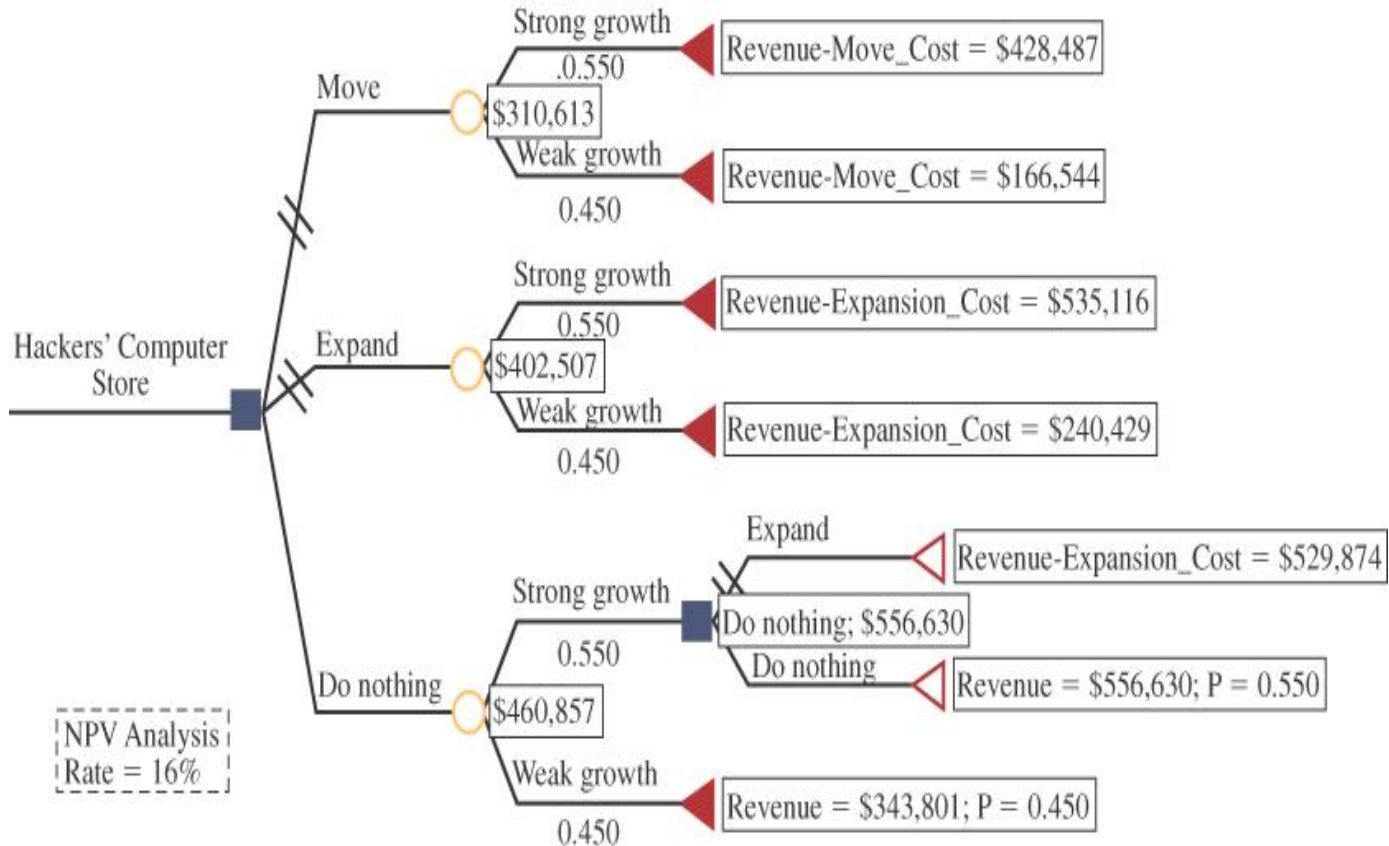 Strong growth
.0.550
Revenue-Move_Cost = $428,487
Move
$310,613
Weak growth
0.450
Revenue-Move_Cost = $166,544
Strong growth
0.550
Revenue-Expansion_Cost = $535,116
Hackers' Computer
Store
Expand
$402,507
Weak growth
0.450
Revenue-Expansion_Cost = $240,429
Expand
Revenue-Expansion_Cost = $529,874
Strong growth
0.550
Do nothing; $556,630
Do nothing
Revenue = $556,630; P = 0.550
Do nothing
$460,857
NPV Analysis
Rate = 16%
Weak growth
0.450
Revenue = $343,801; P = 0.450